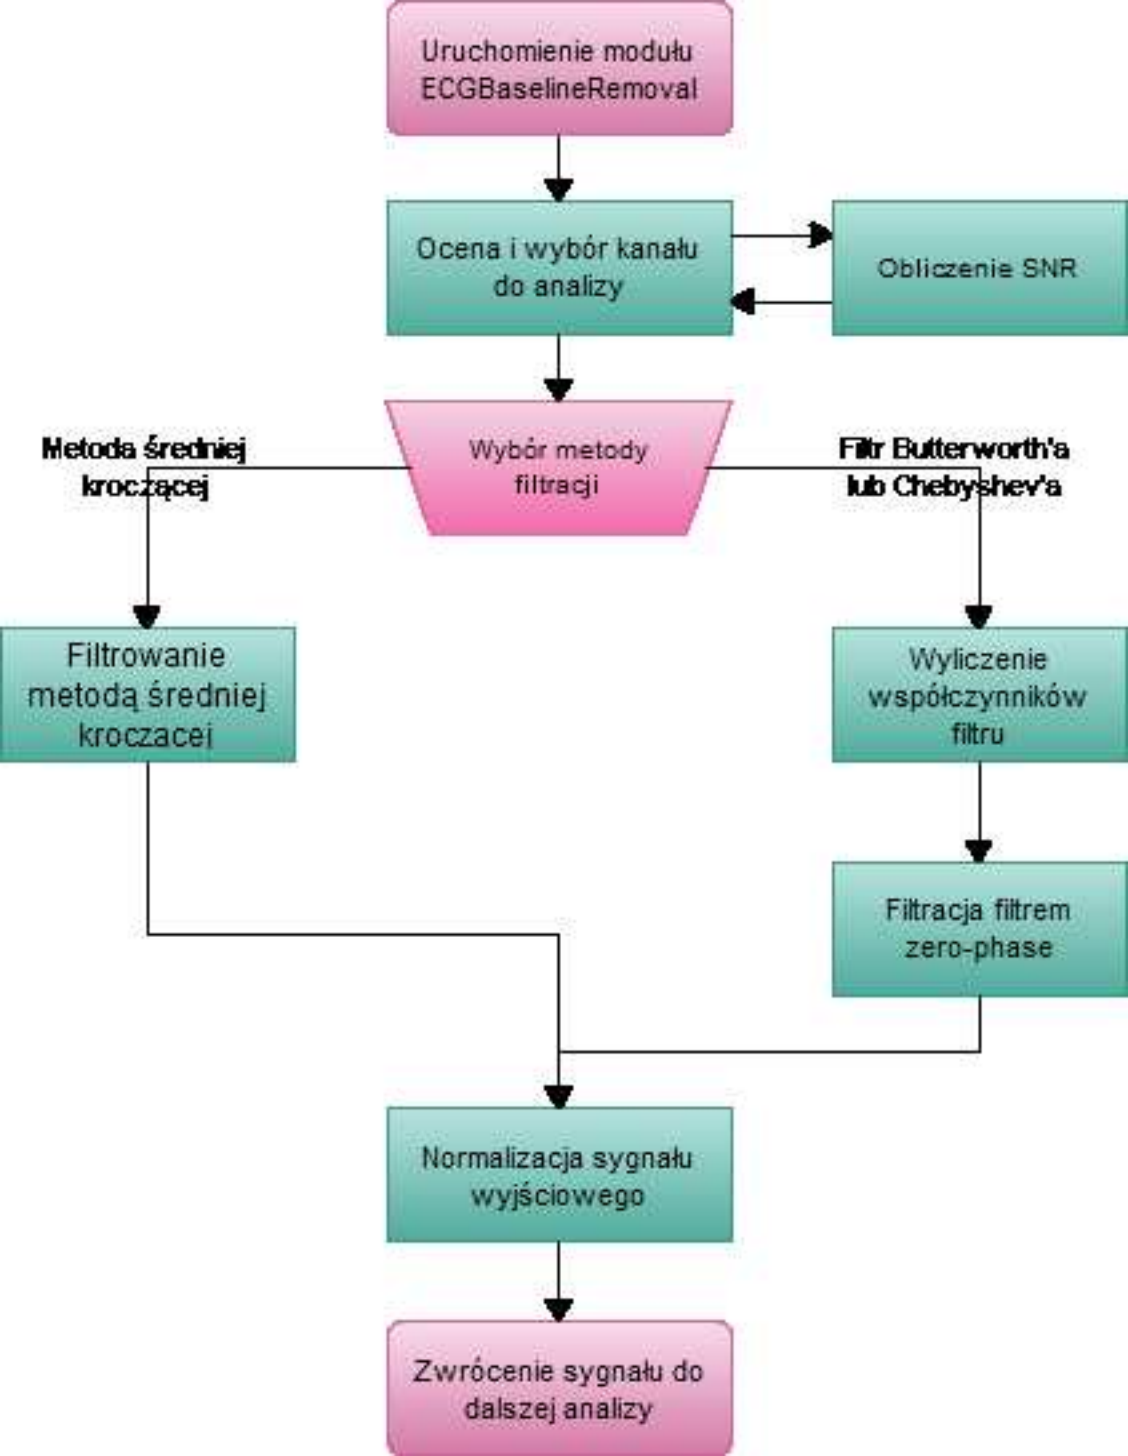 Uruchomienie modułu
ECGBaselineRemoval
Ocena i wybór kanału
do analizy
Obliczenie SNR
Metoda średniej
kroczącej
Wybór metody
filtracji
Filtr Butterworth'a
lub Chebyshev'a
Filtrowanie
metodą średniej
kroczacej
Wyliczenie
współczynników
filtru
Filtracja filtrem
zero-phase
Normalizacja sygnału
wyjściowego
Zwrócenie sygnału do
dalszej analizy